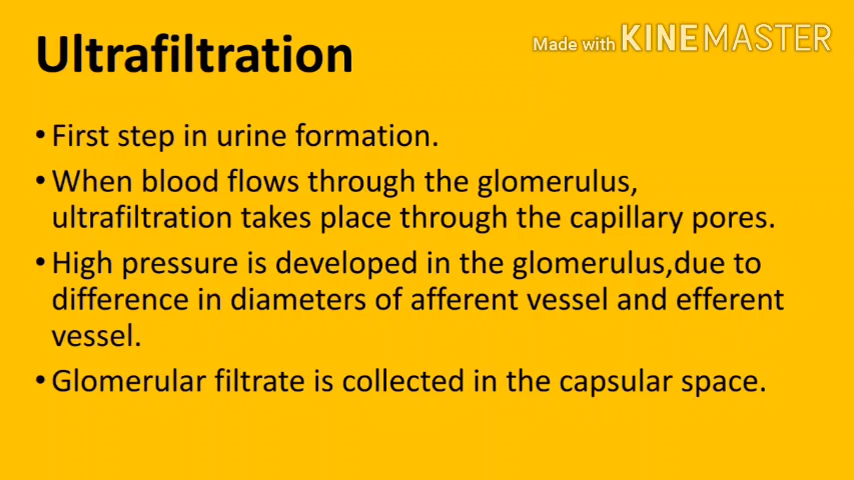 Ultrafiltration
Made with KINEMASTER
• First step in urine formation.
• When blood flows through the glomerulus,
ultrafiltration takes place through the capillary pores.
• High pressure is developed in the glomerulus,due to
difference in diameters of afferent vessel and efferent
vessel.
• Glomerular filtrate is collected in the capsular space.